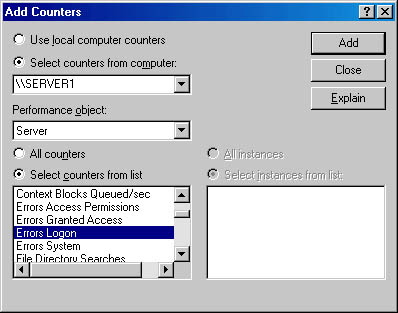 Add Counters
? ×
Use local computer counters
Add
Select counters from computer:
Close
\\SERVER1
Explain
Performance object:
Server
All counters
All instances
Select counters from list
Select instances from list:
Context Blocks Queued/sec
Errors Access Permissions
Errors Granted Access
Errors Logon
Errors System
File Directory Searches